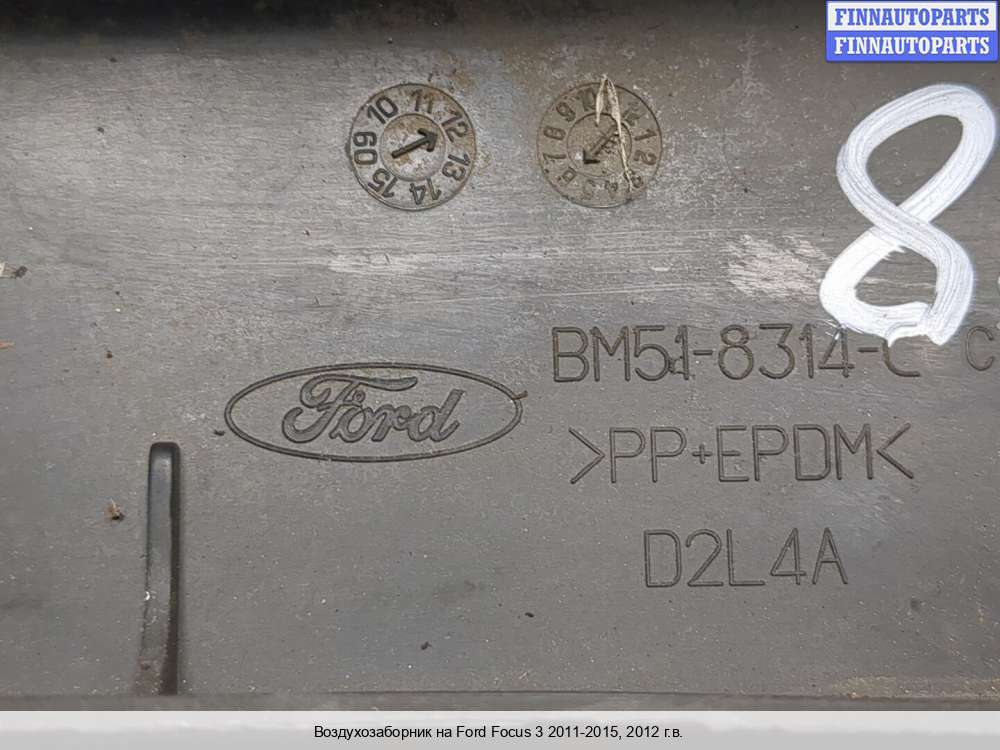 FINNAUTOPARTS
FINNAUTOPARTS
09 10 11 12 13 14 15
8
BM51-8314-C C
Ford
>PP+EPDM<
D2L4A
Воздухозаборник на Ford Focus 3 2011-2015, 2012 г.в.